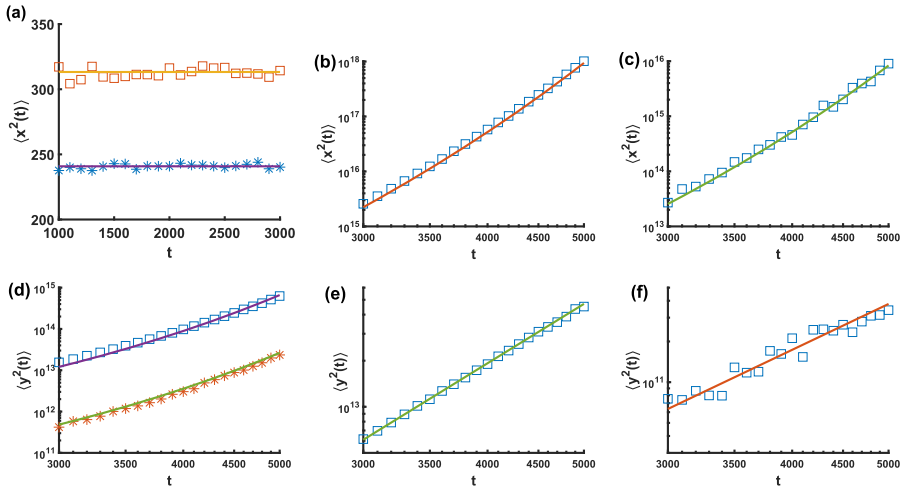 (a)
350
300
250
200
⟨x²(t)⟩
1000 1500 2000 2500 3000
t
(b)
10¹⁸
10¹⁷
10¹⁶
10¹⁵
⟨x²(t)⟩
3000 3500 4000 4500 5000
t
(c)
10¹⁶
10¹⁵
10¹⁴
10¹³
⟨x²(t)⟩
3000 3500 4000 4500 5000
t
(d)
10¹⁵
10¹⁴
10¹³
10¹²
10¹¹
⟨y²(t)⟩
3000 3500 4000 4500 5000
t
(e)
10¹³
⟨y²(t)⟩
3000 3500 4000 4500 5000
t
(f)
10¹¹
⟨y²(t)⟩
3000 3500 4000 4500 5000
t